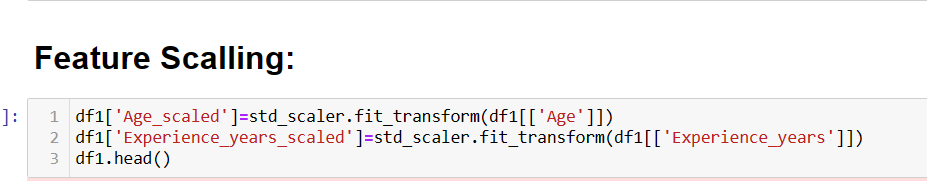 Feature Scalling:
]:
1 df1['Age_scaled']=std_scaler.fit_transform(df1[['Age']])
2 df1['Experience_years_scaled']=std_scaler.fit_transform(df1[['Experience_years']])
3 df1.head()